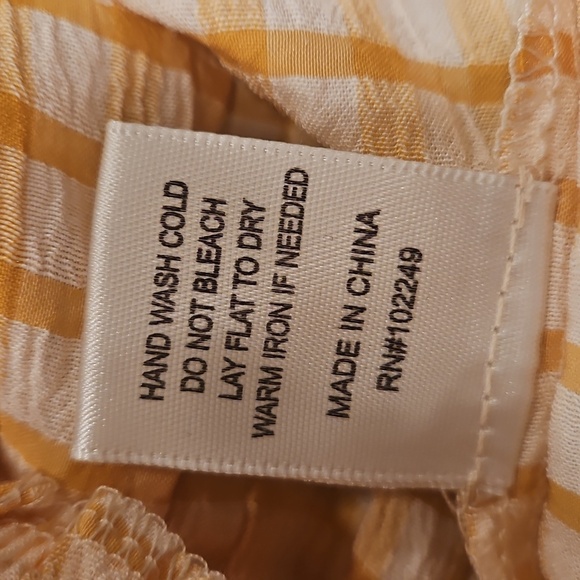 HAND WASH COLD
DO NOT BLEACH
LAY FLAT TO DRY
WARM IRON IF NEEDED
MADE IN CHINA
RN#102249